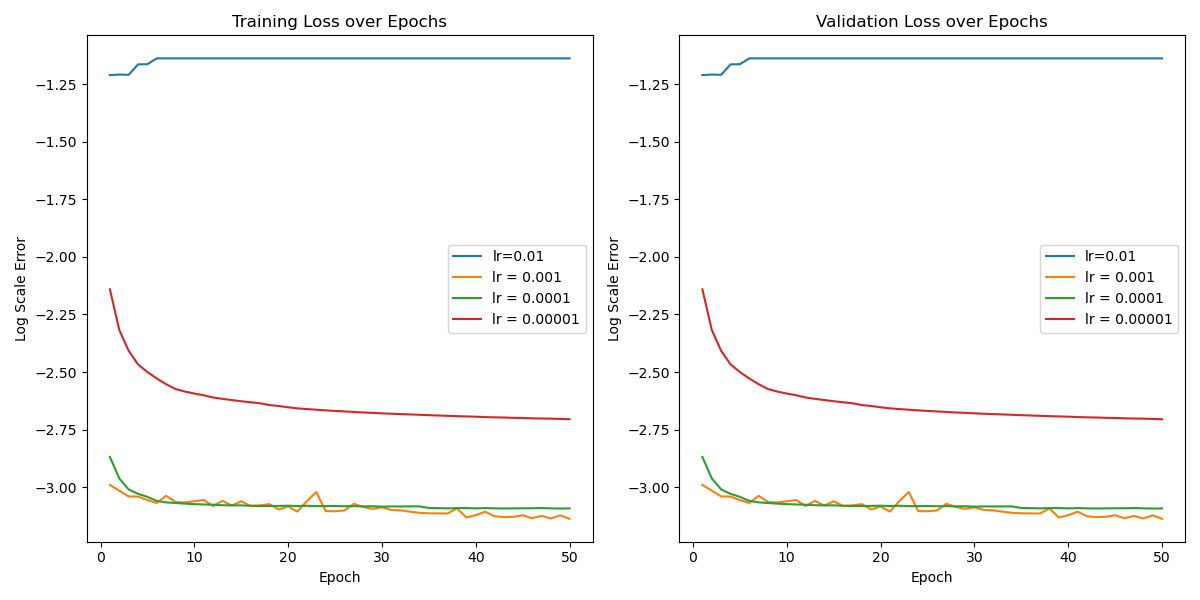 Training Loss over Epochs
Log Scale Error
−1.25
−1.50
−1.75
−2.00
−2.25
−2.50
−2.75
−3.00
lr=0.01
lr = 0.001
lr = 0.0001
lr = 0.00001
0 10 20 30 40 50
Epoch
Validation Loss over Epochs
Log Scale Error
−1.25
−1.50
−1.75
−2.00
−2.25
−2.50
−2.75
−3.00
lr=0.01
lr = 0.001
lr = 0.0001
lr = 0.00001
0 10 20 30 40 50
Epoch